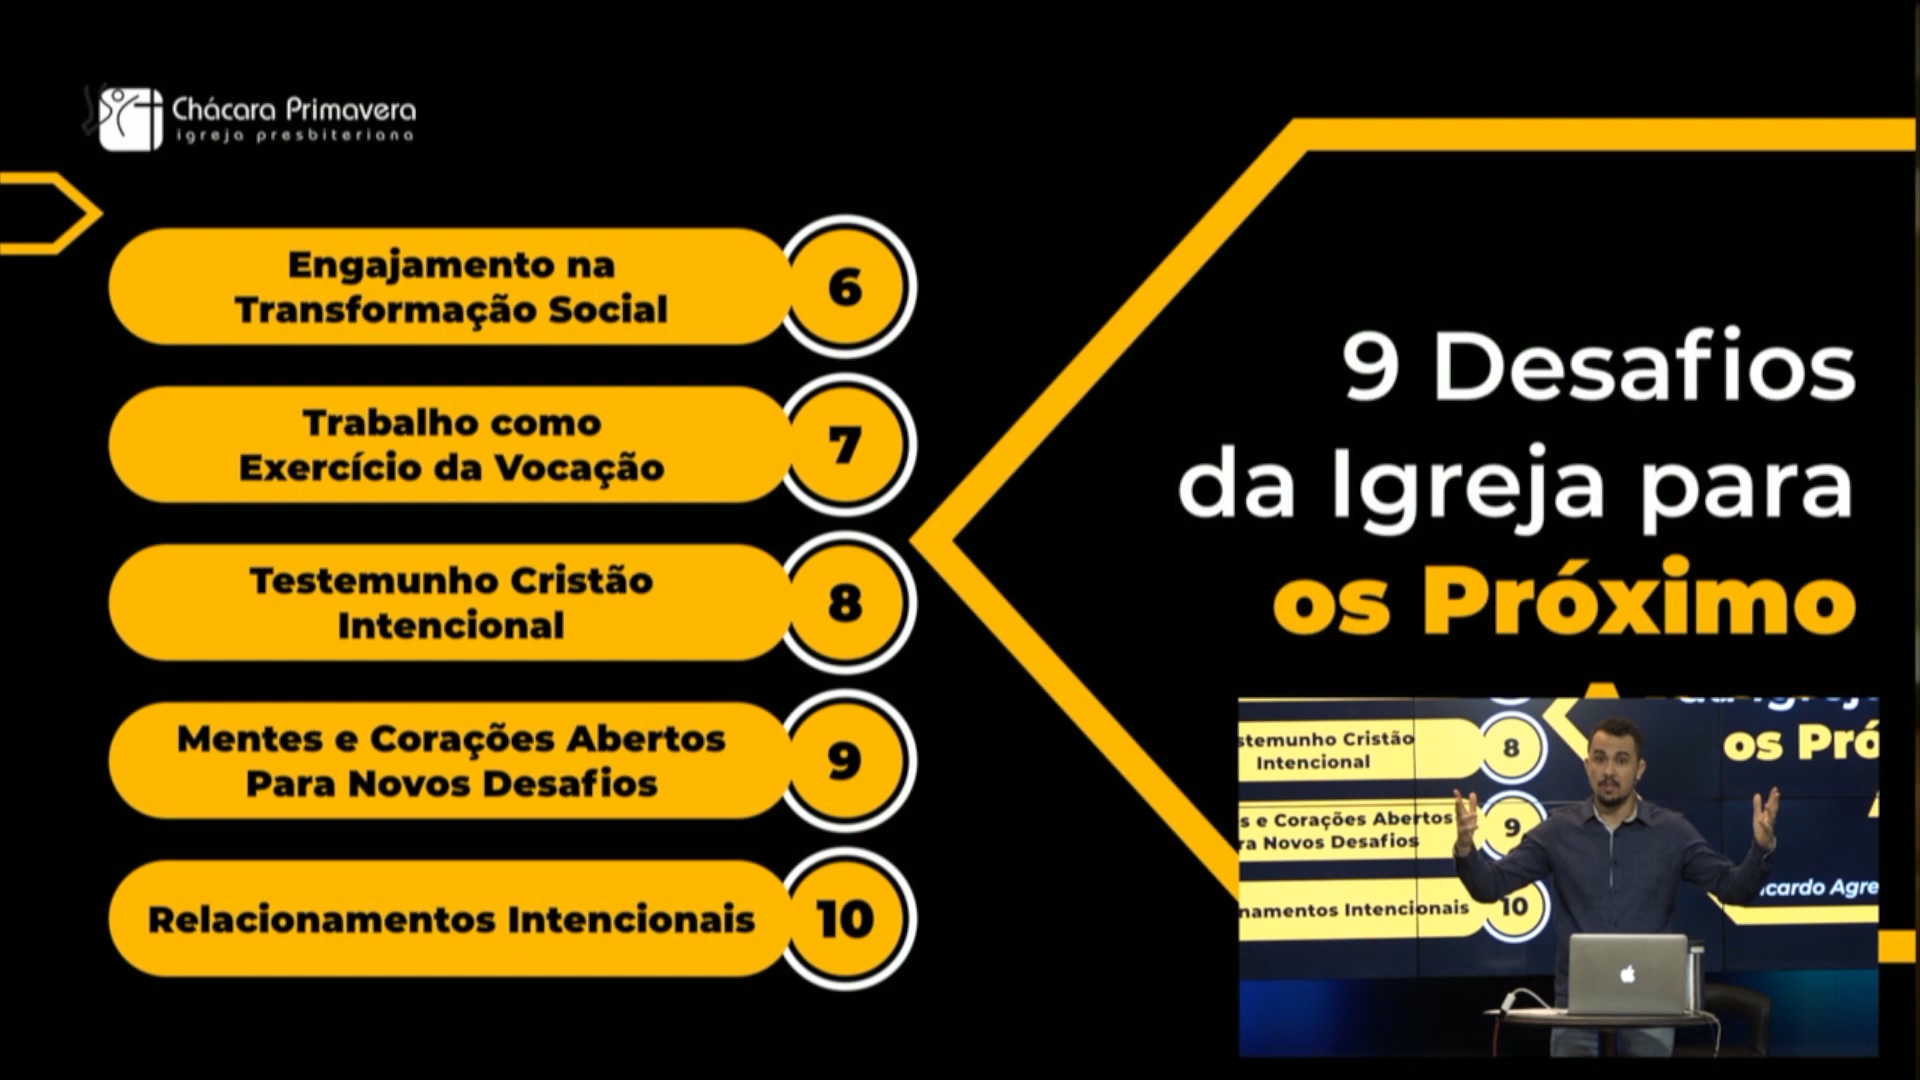 Chácara Primavera
igreja presbiteriana
Engajamento na
Transformação Social
6
Trabalho como
Exercício da Vocação
7
Testemunho Cristão
Intencional
8
Mentes e Corações Abertos
Para Novos Desafios
9
Relacionamentos Intencionais
10
9 Desafios
da Igreja para
os Próximo
stemunho Cristão
Intencional
8
s e Corações Abertos
ra Novos Desafios
9
namentos Intencionais
10
os Pró
cardo Agre